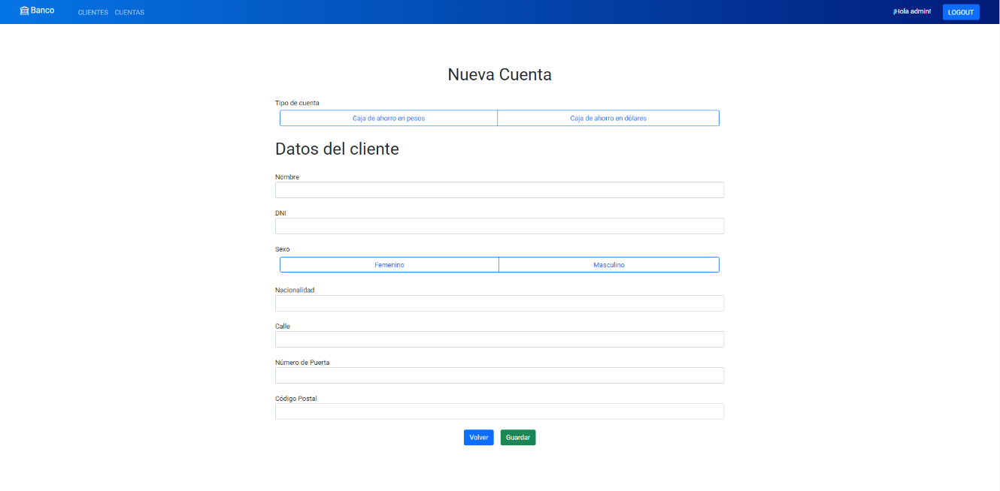 Banco CLIENTES CUENTAS ¡Hola admin! LOGOUT
Nueva Cuenta
Tipo de cuenta
Caja de ahorro en pesos Caja de ahorro en dólares
Datos del cliente
Nombre
DNI
Sexo
Femenino Masculino
Nacionalidad
Calle
Número de Puerta
Código Postal
Volver Guardar